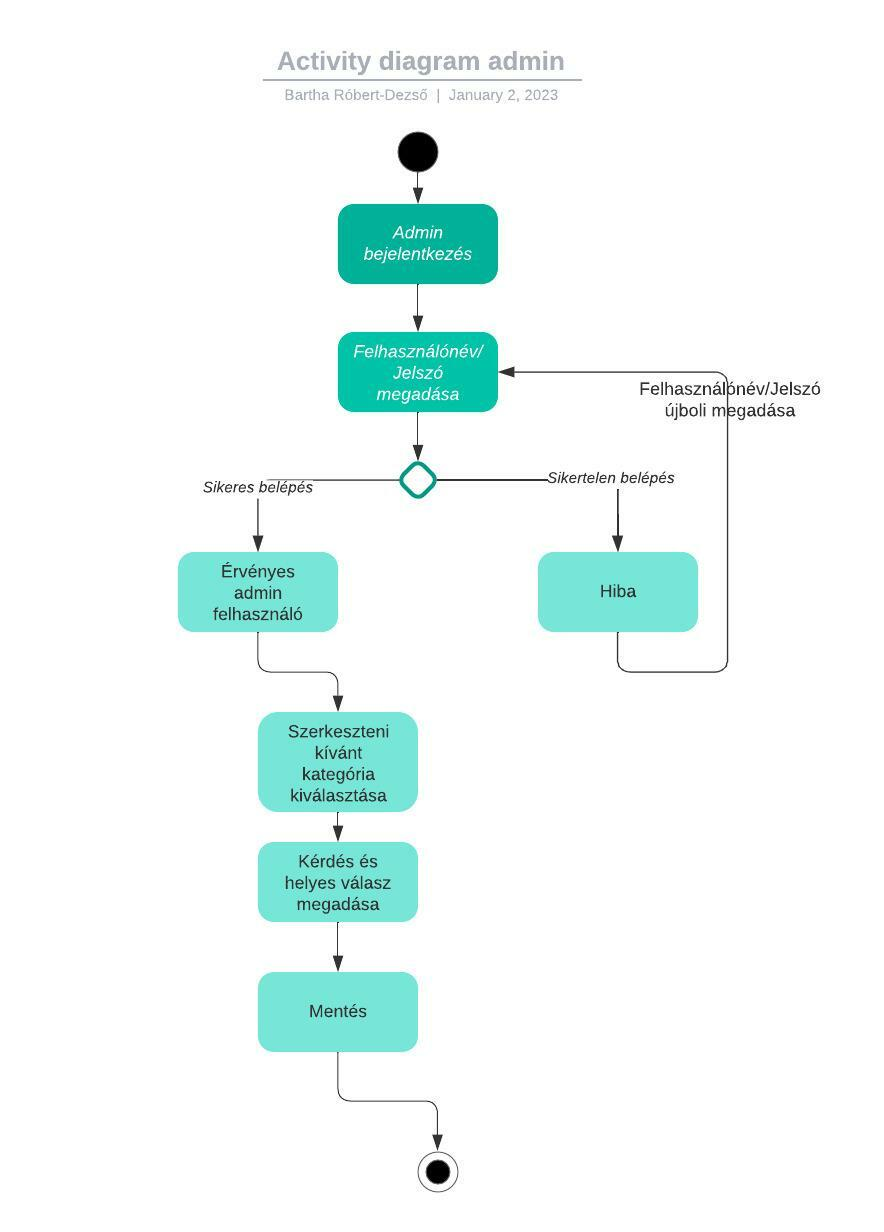 Activity diagram admin
Bartha Róbert-Dezső | January 2, 2023
Admin
bejelentkezés
Felhasználónév/
Jelszó
megadása
Felhasználónév/Jelszó
újboli megadása
Sikeres belépés
Sikertelen belépés
Érvényes
admin
felhasználó
Hiba
Szerkeszteni
kívánt
kategória
kiválasztása
Kérdés és
helyes válasz
megadása
Mentés